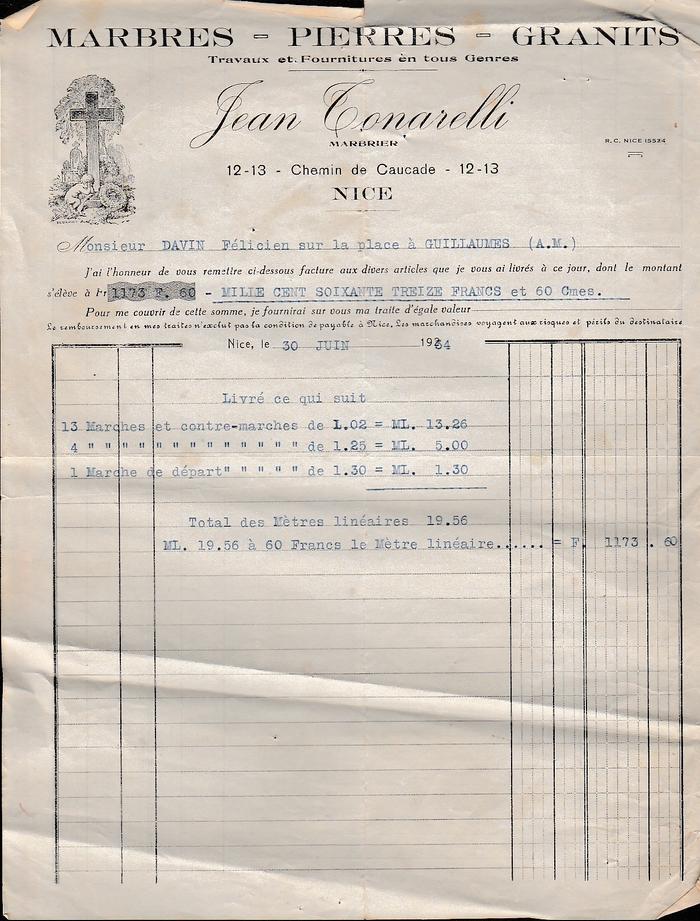 MARBRES - PIERRES - GRANITS
Travaux et Fournitures en tous Genres
Jean Tonarelli
MARBRIER
R.C. NICE 15524
12-13 - Chemin de Caucade - 12-13
NICE
Monsieur DAVIN Félicien sur la place à GUILLAUMES (A.M.)
J'ai l'honneur de vous remettre ci-dessous facture aux divers articles que je vous ai livrés à ce jour, dont le montant
s'élève à Fr 1173 F. 60 - MILLE CENT SOIXANTE TREIZE FRANCS et 60 Cmes.
Pour me couvrir de cette somme, je fournirai sur vous ma traite d'égale valeur
Le remboursement en mes traites n'exclut pas la condition de payable à Nice, Les marchandises voyagent aux risques et périls du destinataire
Nice, le 30 JUIN 1934
Livré ce qui suit
13 Marches et contre-marches de 1.02 = ML. 13.26
4 " " " " " " " " " " " " " de 1.25 = ML. 5.00
1 Marche de départ " " " " " de 1.30 = ML. 1.30
Total des Mètres linéaires 19.56
ML. 19.56 à 60 Francs le Mètre linéaire...... = F. 1173 . 60